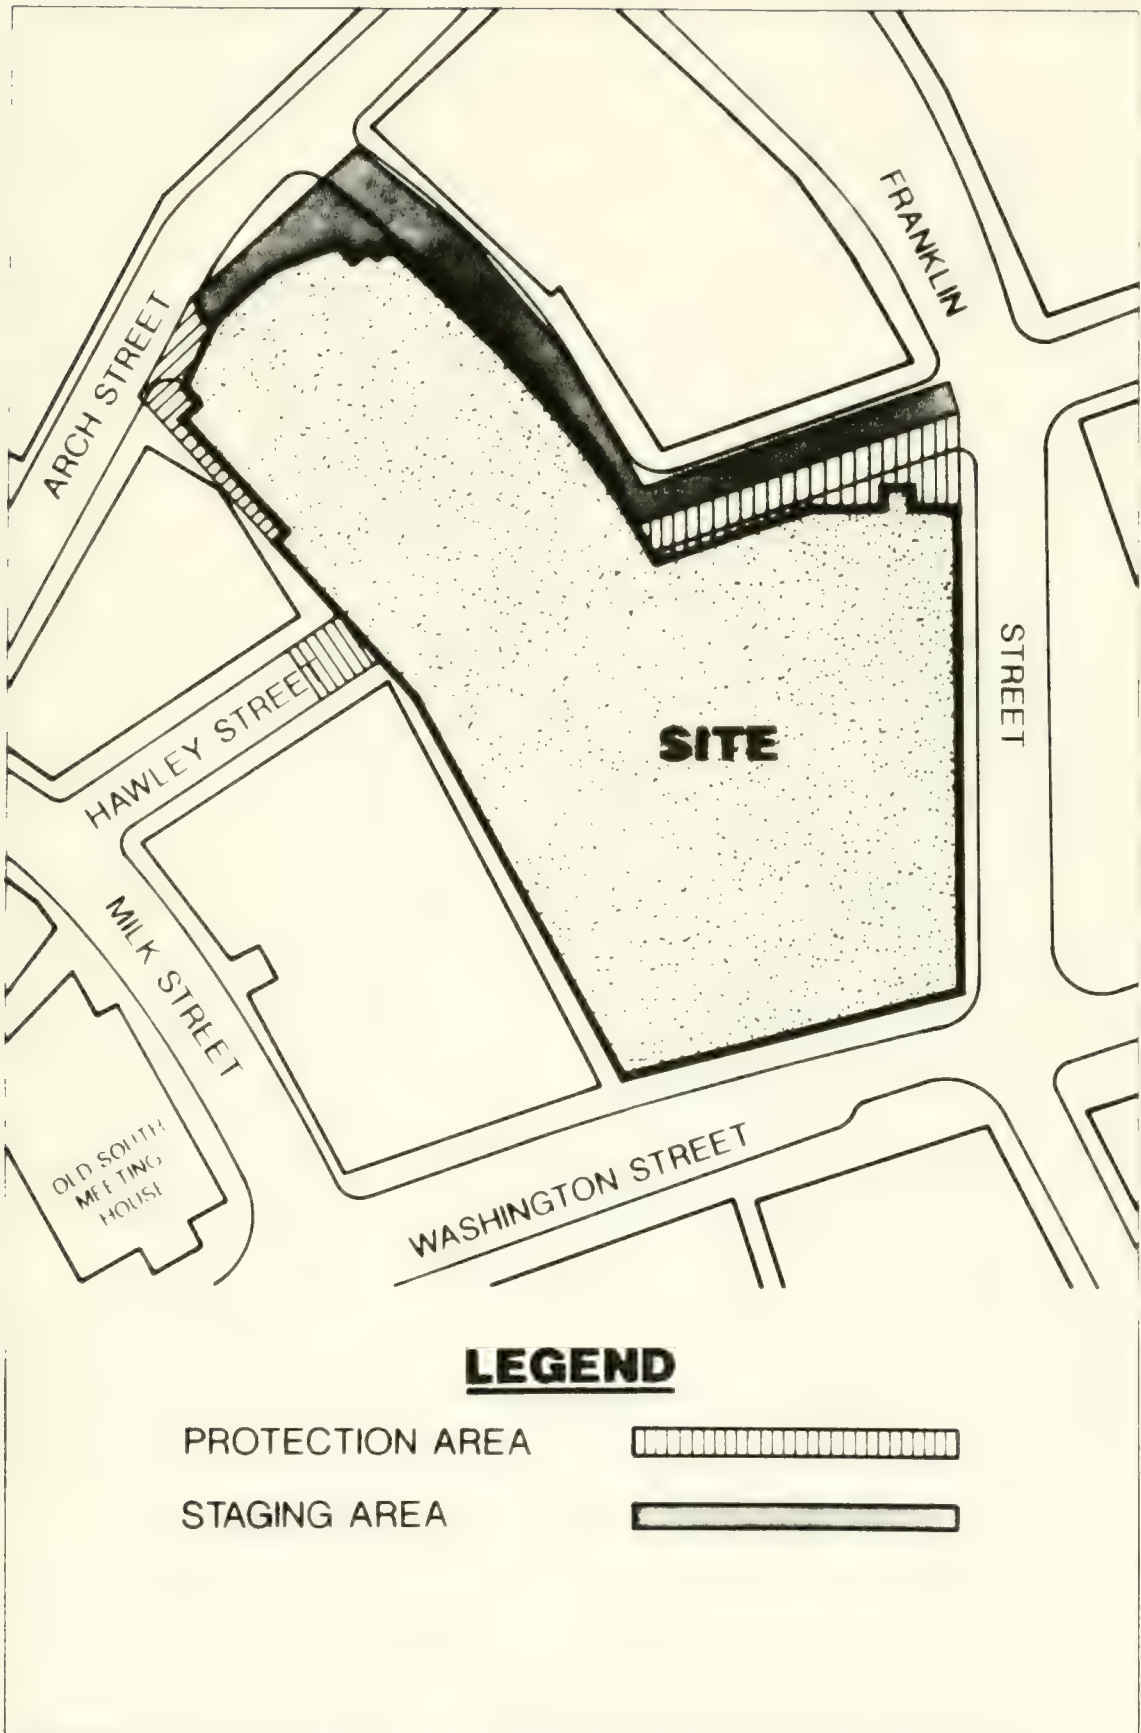 FRANKLIN
STREET
ARCH STREET
SITE
HAWLEY STREET
MILK STREET
OLD SOUTH
MEETING
HOUSE
WASHINGTON STREET
LEGEND
PROTECTION AREA
STAGING AREA